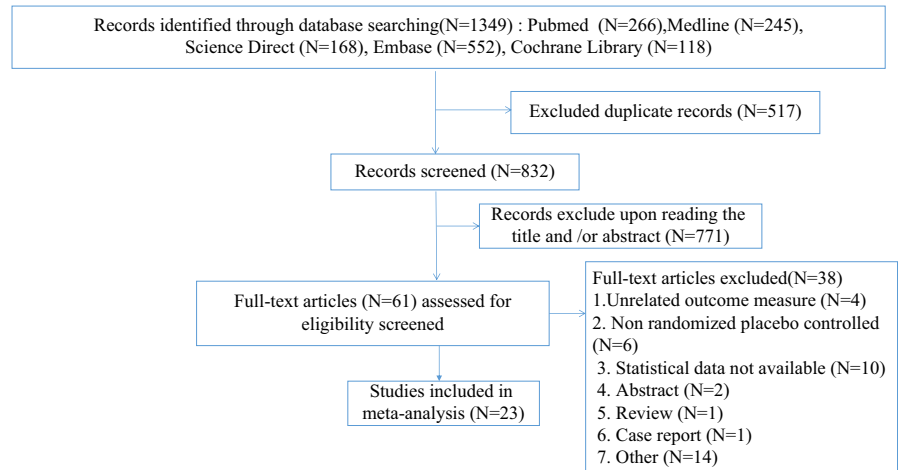 Records identified through database searching(N=1349) : Pubmed (N=266),Medline (N=245),
Science Direct (N=168), Embase (N=552), Cochrane Library (N=118)
Excluded duplicate records (N=517)
Records screened (N=832)
Records exclude upon reading the
title and /or abstract (N=771)
Full-text articles (N=61) assessed for
eligibility screened
Full-text articles excluded(N=38)
1.Unrelated outcome measure (N=4)
2. Non randomized placebo controlled
(N=6)
3. Statistical data not available (N=10)
4. Abstract (N=2)
5. Review (N=1)
6. Case report (N=1)
7. Other (N=14)
Studies included in
meta-analysis (N=23)